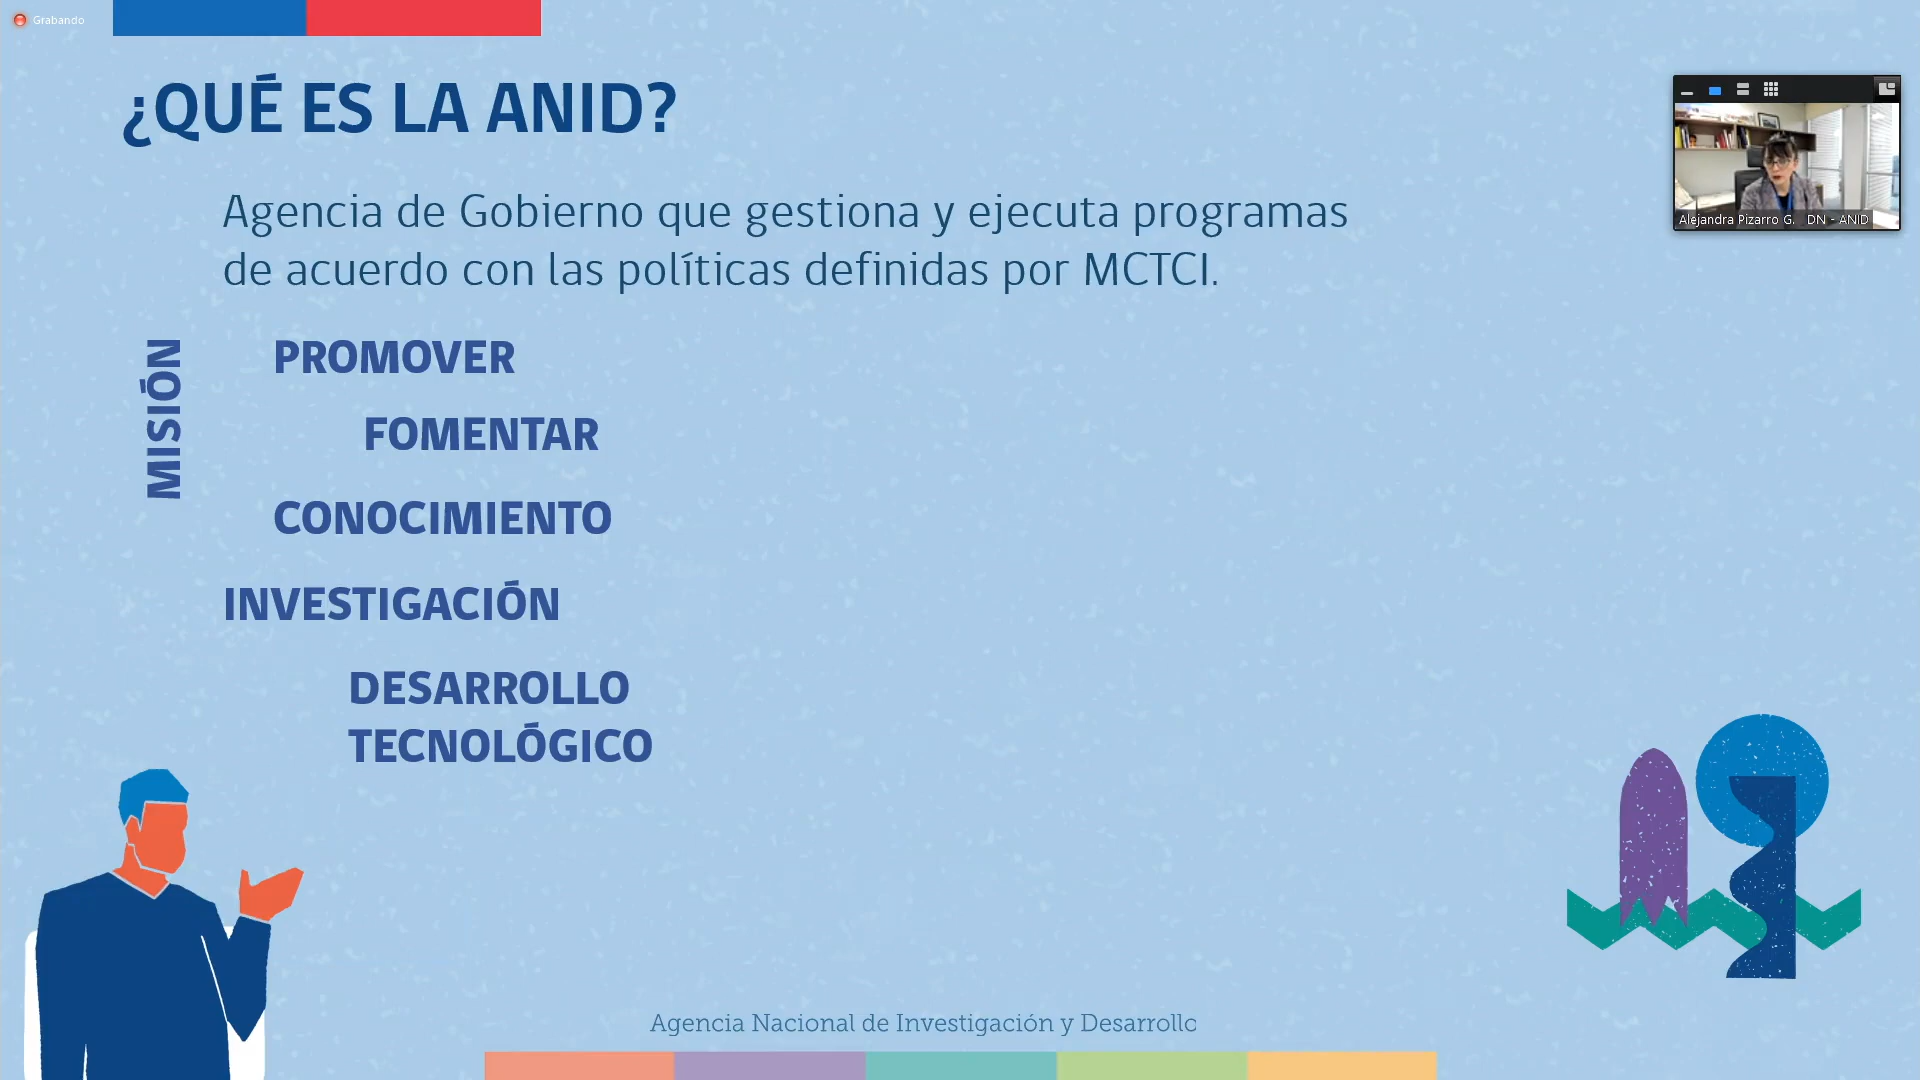 Grabando
¿QUÉ ES LA ANID?
Agencia de Gobierno que gestiona y ejecuta programas
de acuerdo con las políticas definidas por MCTCI.
MISIÓN
PROMOVER
FOMENTAR
CONOCIMIENTO
INVESTIGACIÓN
DESARROLLO
TECNOLÓGICO
Alejandra Pizarro G. DN - ANID
Agencia Nacional de Investigación y Desarrollo